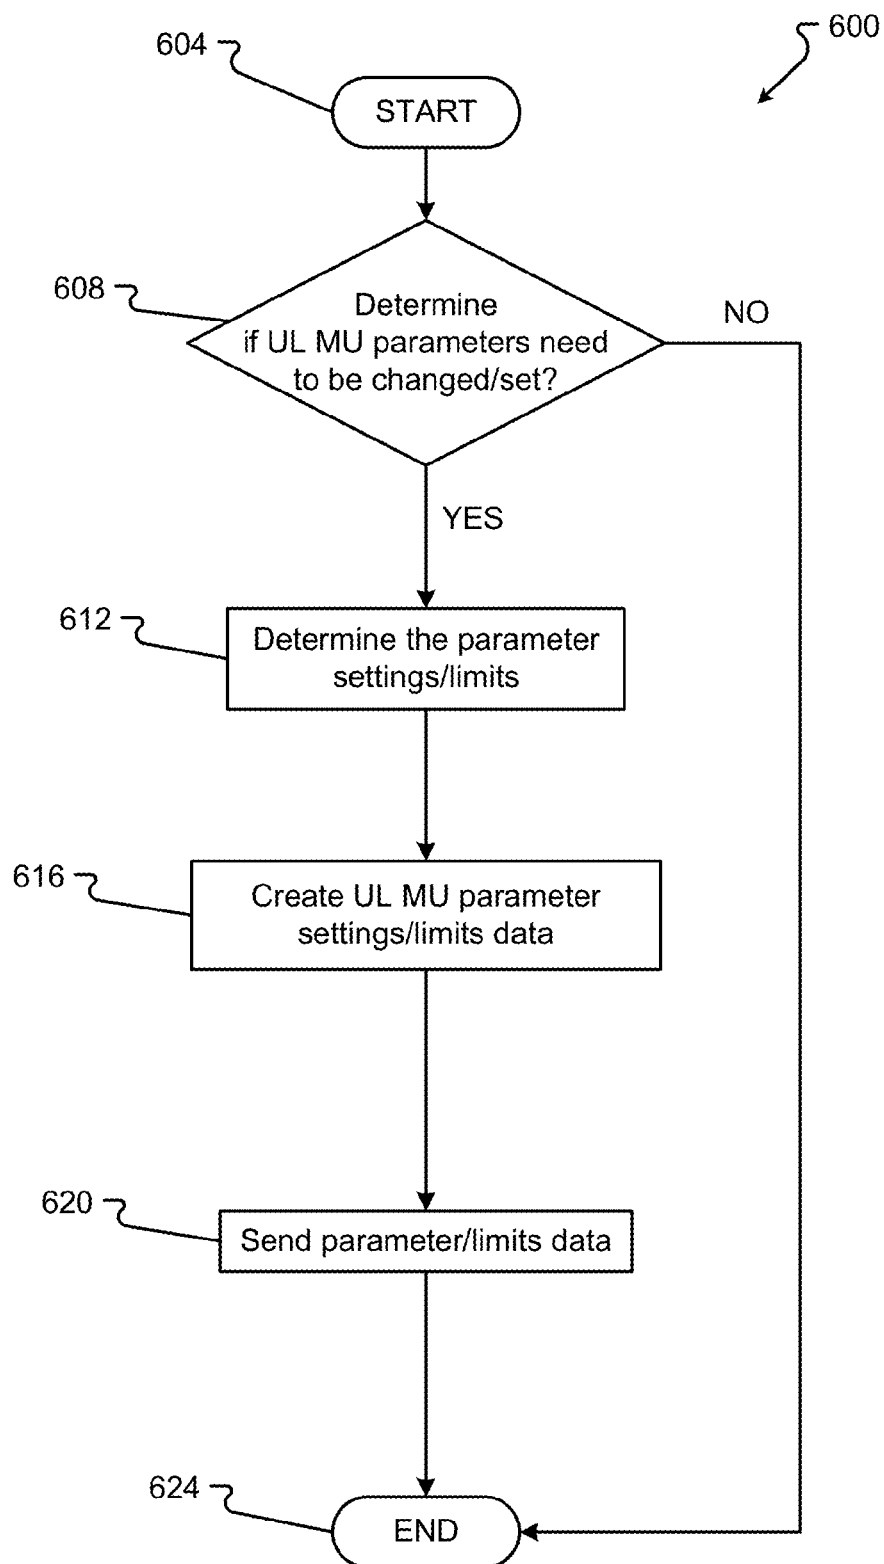 600
604
START
608
Determine
if UL MU parameters need
to be changed/set?
NO
YES
612
Determine the parameter
settings/limits
616
Create UL MU parameter
settings/limits data
620
Send parameter/limits data
624
END